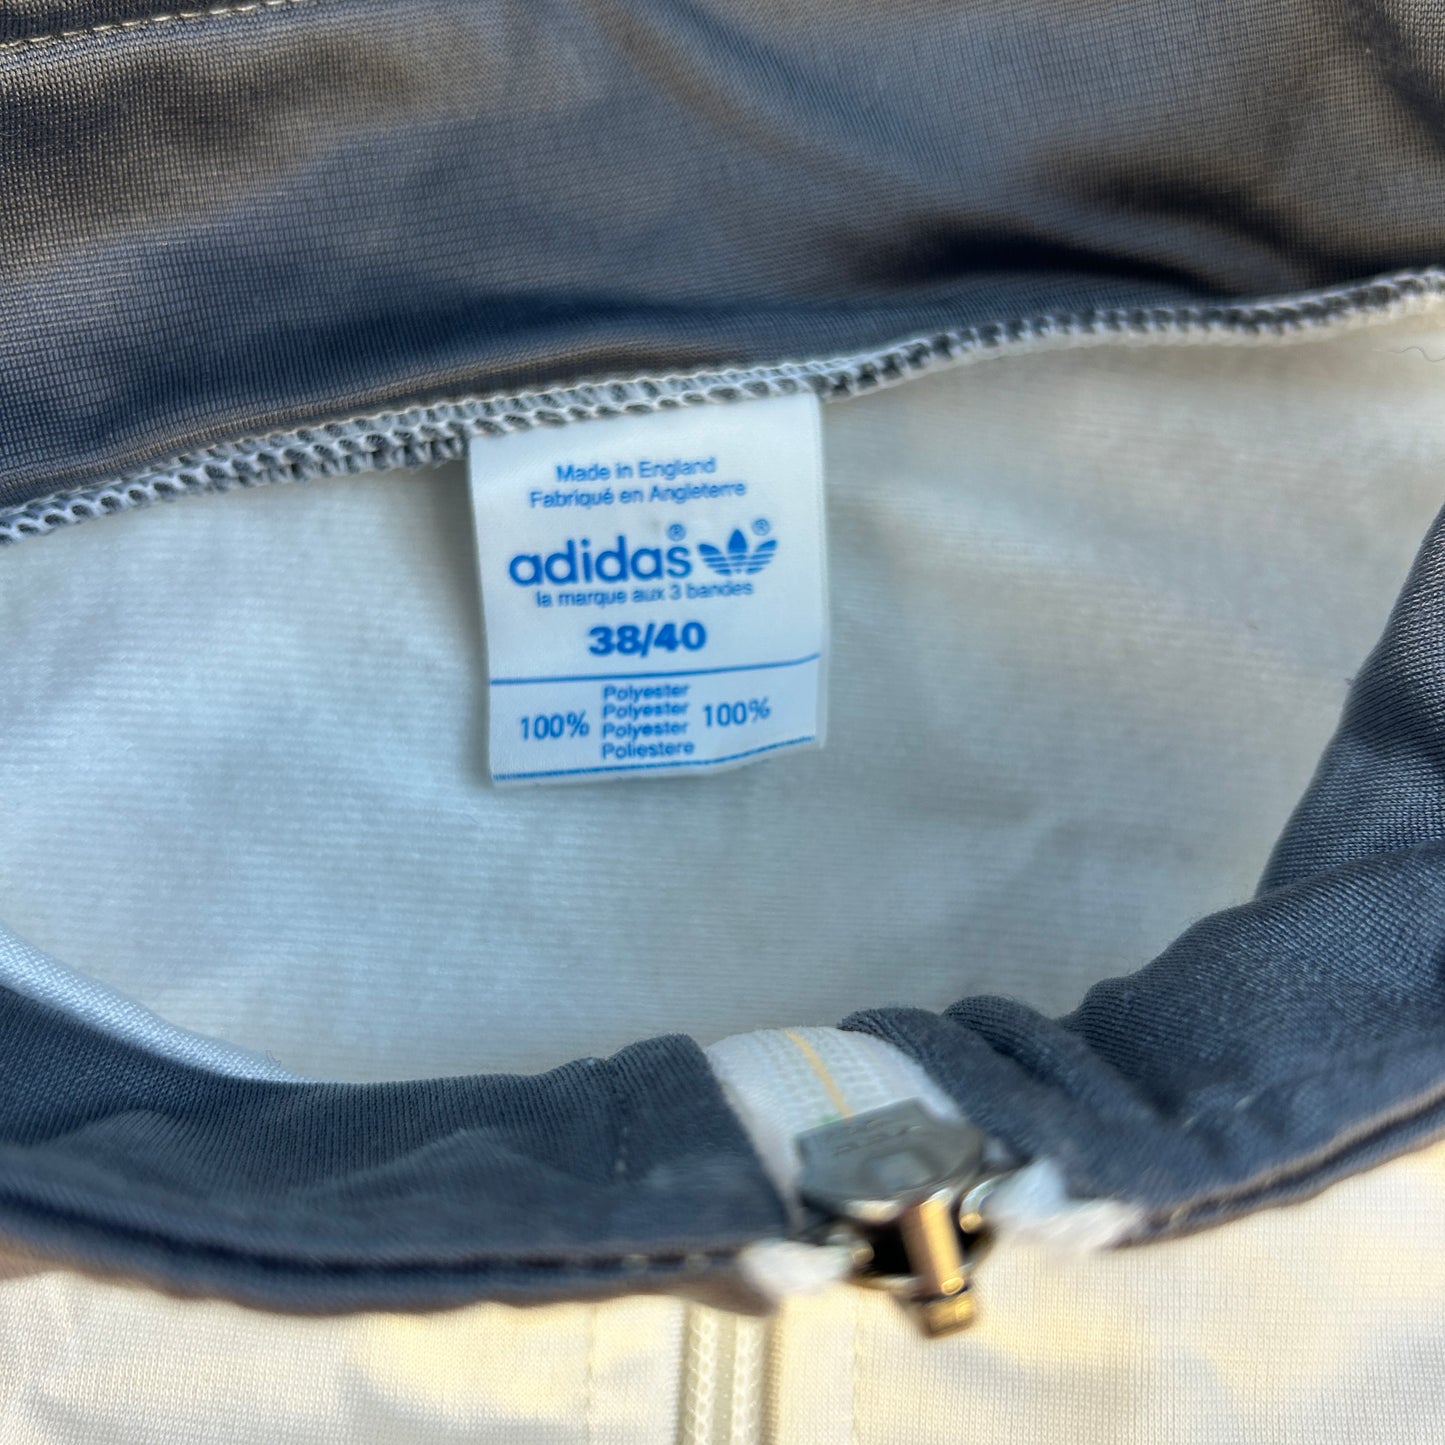 Made in England
Fabriqué en Angleterre
adidas®®
la marque aux 3 bandes
38/40
Polyester
Polyester
100% Polyester 100%
Poliestere